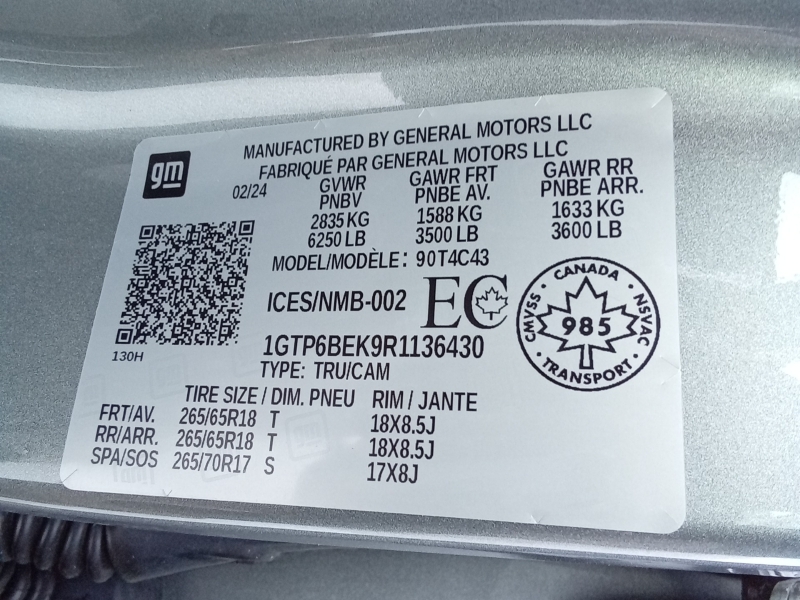 gm
MANUFACTURED BY GENERAL MOTORS LLC
FABRIQUÉ PAR GENERAL MOTORS LLC
02/24
GVWR GAWR FRT GAWR RR
PNBV PNBE AV. PNBE ARR.
2835 KG 1588 KG 1633 KG
6250 LB 3500 LB 3600 LB
MODEL/MODÈLE: 90T4C43
ICES/NMB-002 EC
CANADA
CMVSS 985 NSVAC
TRANSPORT
130H
1GTP6BEK9R1136430
TYPE: TRU/CAM
TIRE SIZE / DIM. PNEU RIM / JANTE
FRT/AV. 265/65R18 T 18X8.5J
RR/ARR. 265/65R18 T 18X8.5J
SPA/SOS 265/70R17 S 17X8J